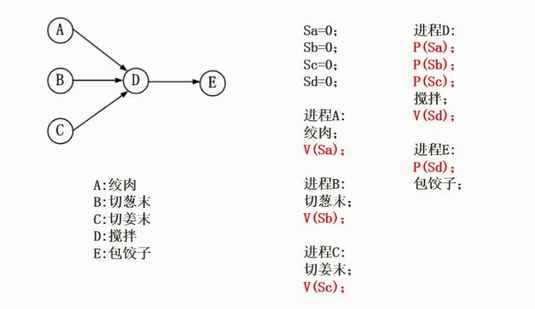 A
B
C
D
E
A:绞肉
B:切葱末
C:切姜末
D:搅拌
E:包饺子
Sa=0;
Sb=0;
Sc=0;
Sd=0;
进程A:
绞肉;
V(Sa);
进程B:
切葱末;
V(Sb);
进程C:
切姜末;
V(Sc);
进程D:
P(Sa);
P(Sb);
P(Sc);
搅拌;
V(Sd);
进程E:
P(Sd);
包饺子;